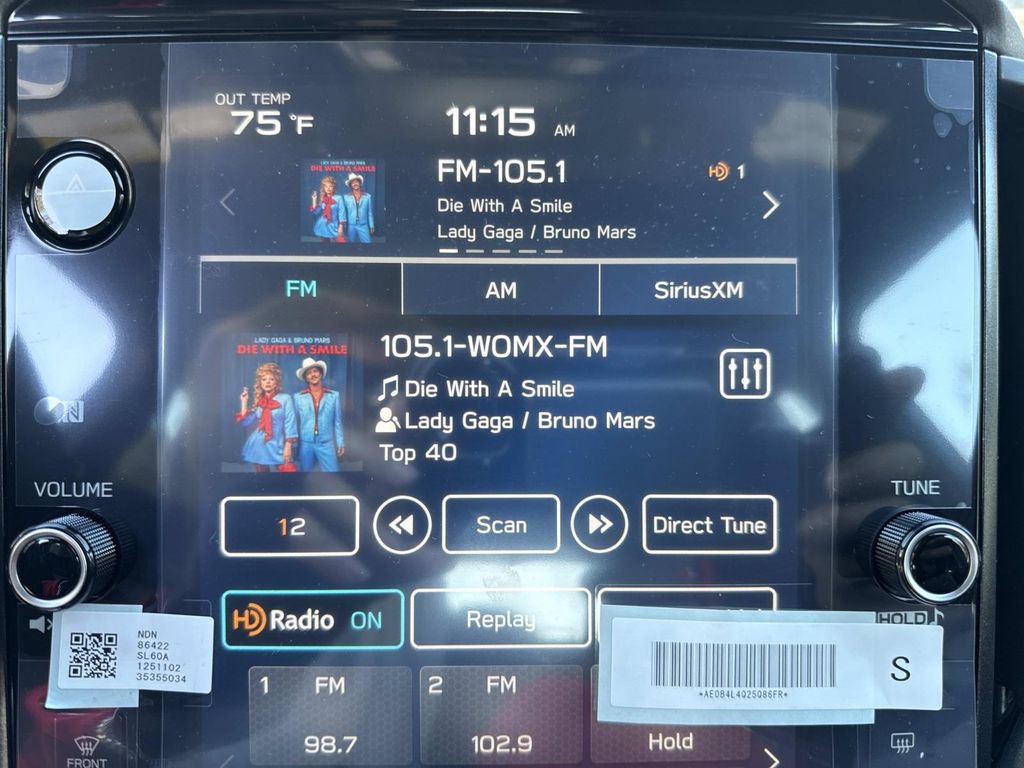 OUT TEMP
75 °F
11:15 AM
LADY GAGA & BRUNO MARS
DIE WITH A SMILE
FM-105.1
HD 1
Die With A Smile
Lady Gaga / Bruno Mars
FM
AM
SiriusXM
LADY GAGA & BRUNO MARS
DIE WITH A SMILE
105.1-WOMX-FM
Die With A Smile
Lady Gaga / Bruno Mars
Top 40
VOLUME
TUNE
12
Scan
Direct Tune
HD Radio ON
Replay
HOLD
NDN
86422
SL60A
1251102
35355034
S
1 FM
98.7
2 FM
102.9
Hold
FRONT